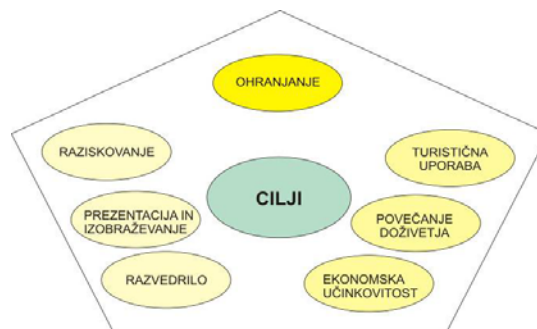 OHRANJANJE
RAZISKOVANJE
TURISTIČNA
UPORABA
CILJI
PREZENTACIJA IN
IZOBRAŽEVANJE
POVEČANJE
DOŽIVETJA
RAZVEDRILO
EKONOMSKA
UČINKOVITOST